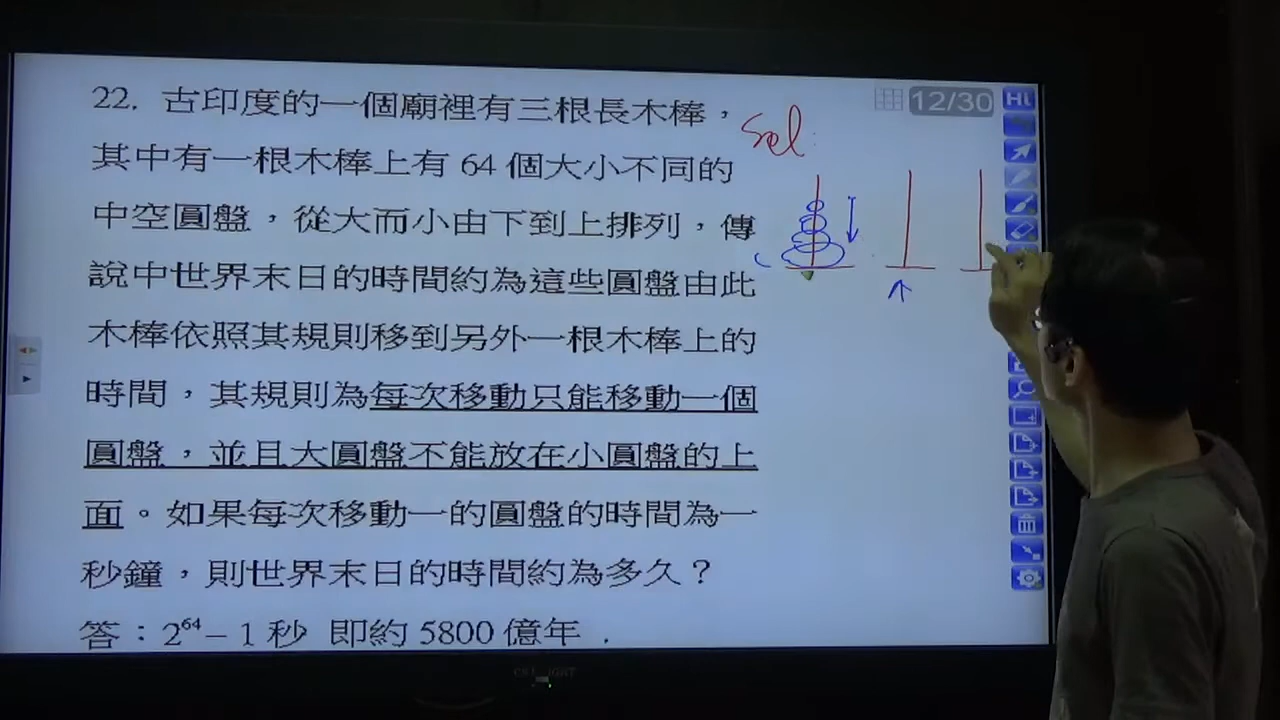 22. 古印度的一個廟裡有三根長木棒，
其中有一根木棒上有 64 個大小不同的
中空圓盤，從大而小由下到上排列，傳
說中世界末日的時間約為這些圓盤由此
木棒依照其規則移到另外一根木棒上的
時間，其規則為每次移動只能移動一個
圓盤，並且大圓盤不能放在小圓盤的上
面。如果每次移動一的圓盤的時間為一
秒鐘，則世界末日的時間約為多久？
答：2⁶⁴ – 1 秒 即約 5800 億年 .
Sol:
12/30